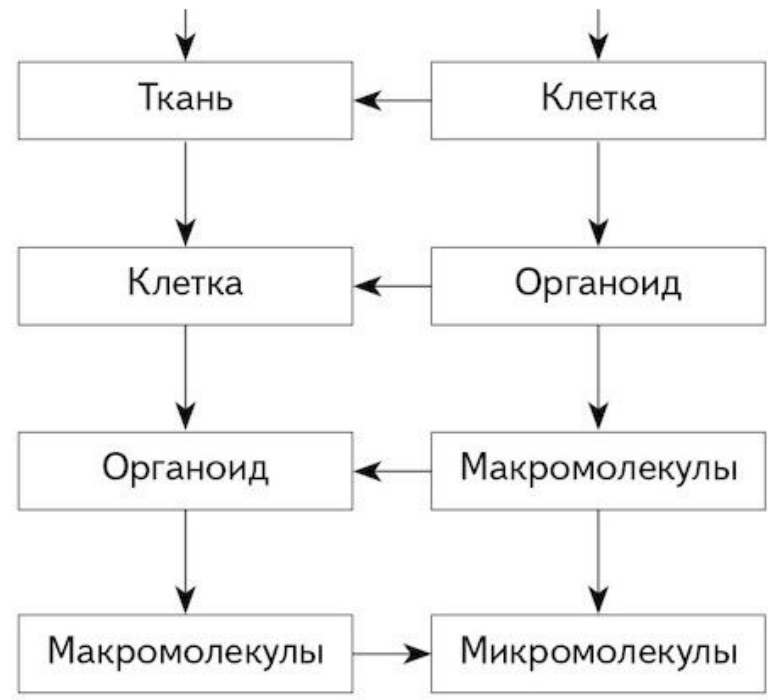 Ткань
Клетка
Клетка
Органоид
Органоид
Макромолекулы
Макромолекулы
Микромолекулы